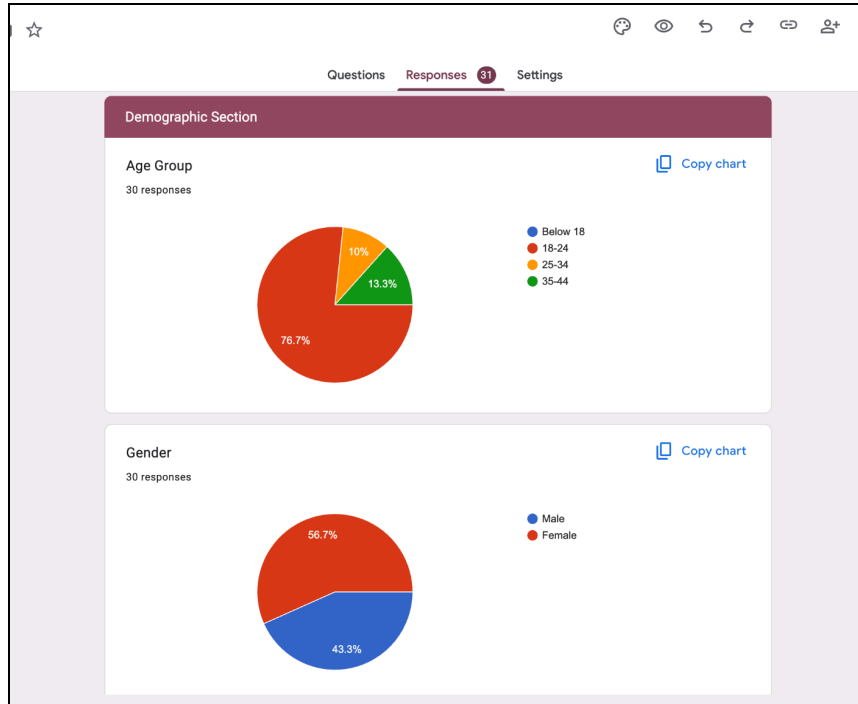 Questions Responses 31 Settings
Demographic Section
Age Group
Copy chart
30 responses
Below 18
18-24
25-34
35-44
10%
13.3%
76.7%
Gender
Copy chart
30 responses
Male
Female
56.7%
43.3%